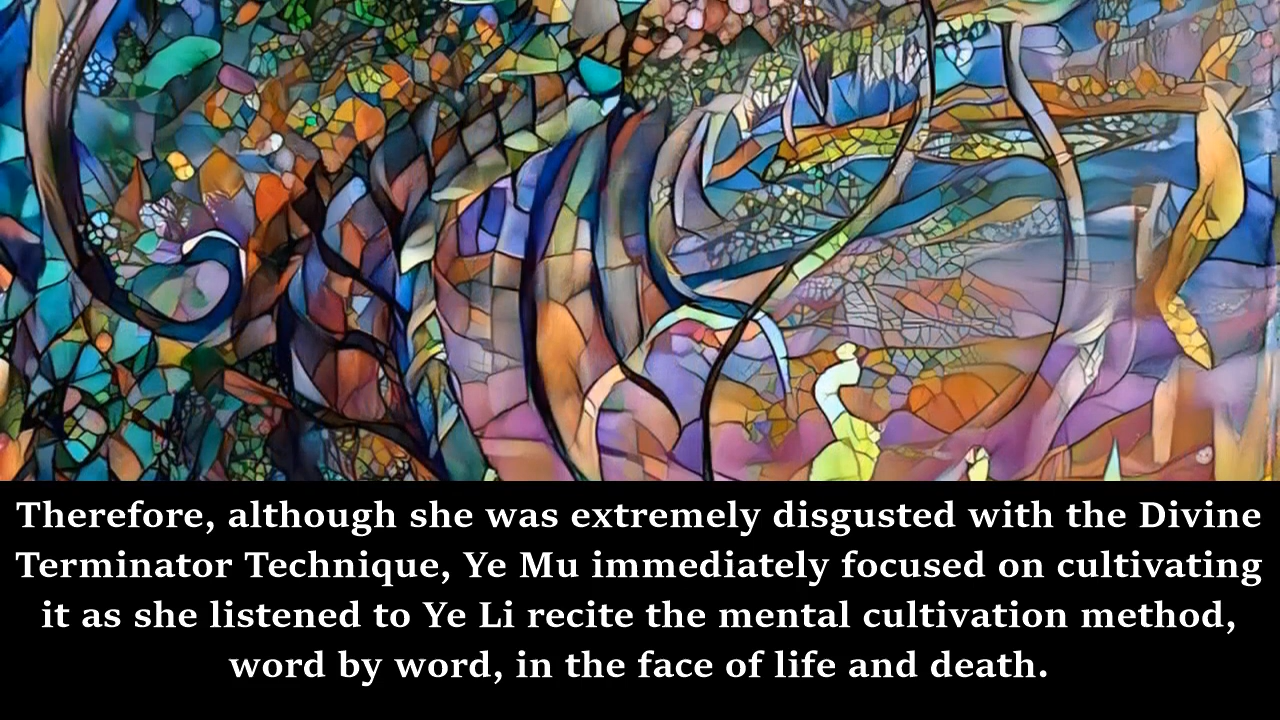 Therefore, although she was extremely disgusted with the Divine
Terminator Technique, Ye Mu immediately focused on cultivating
it as she listened to Ye Li recite the mental cultivation method,
word by word, in the face of life and death.